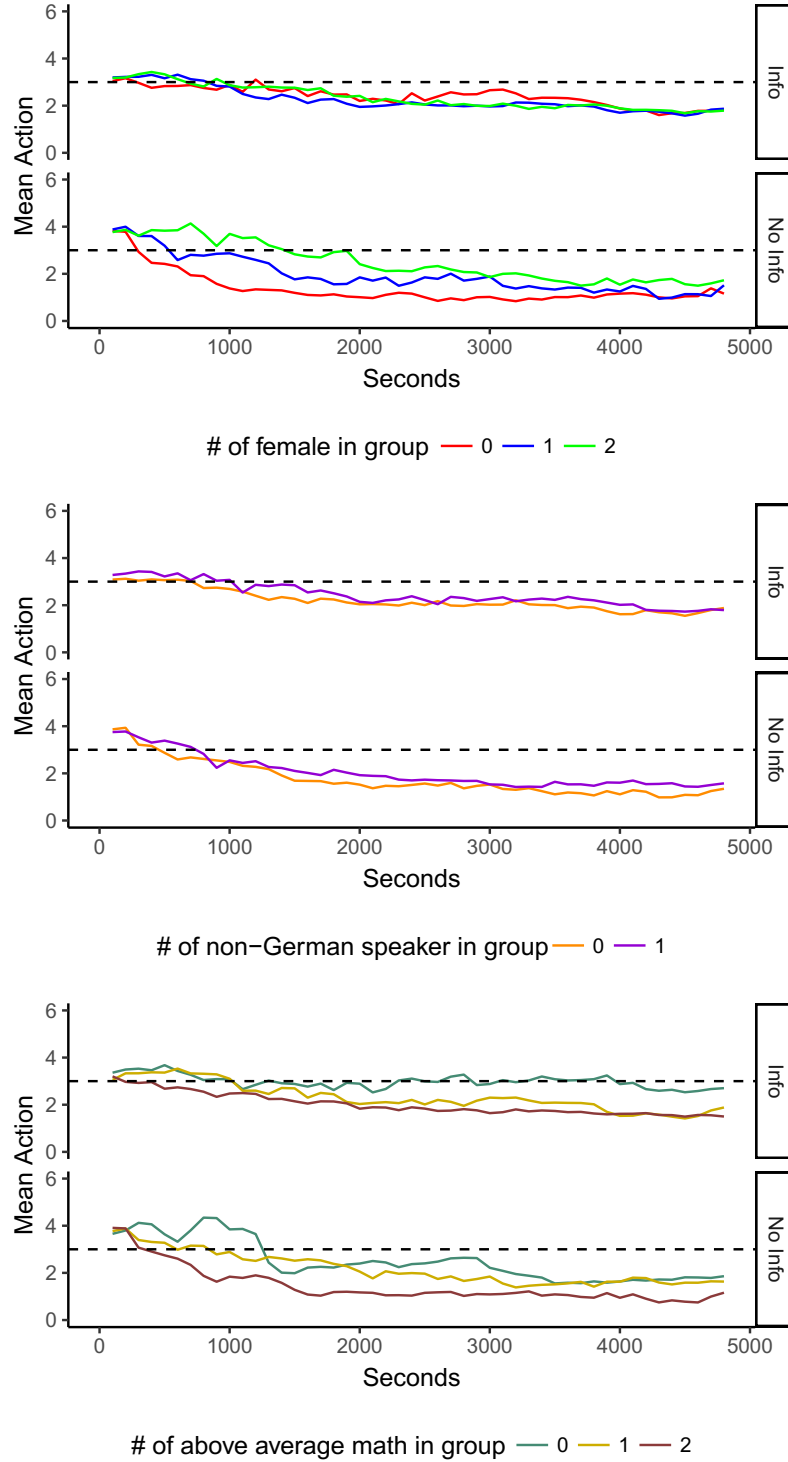 6
4
2
0
Info
6
4
2
0
No Info
Mean Action
0 1000 2000 3000 4000 5000
Seconds
# of female in group 0 1 2
6
4
2
0
Info
6
4
2
0
No Info
Mean Action
0 1000 2000 3000 4000 5000
Seconds
# of non−German speaker in group 0 1
6
4
2
0
Info
6
4
2
0
No Info
Mean Action
0 1000 2000 3000 4000 5000
Seconds
# of above average math in group 0 1 2